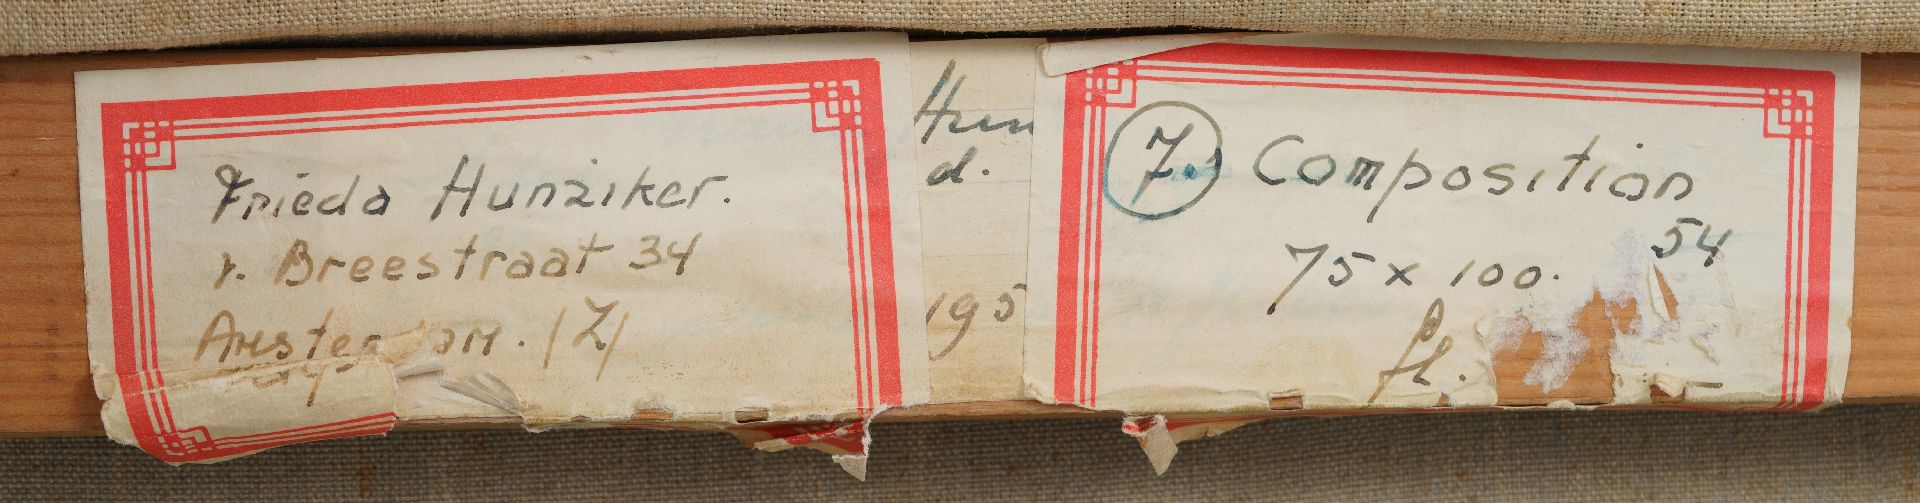 Frieda Hunziker.
r. Breestraat 34
Amsterdam. (Z)
Hun
d.
195
7. Composition
54
75 x 100.
fl.